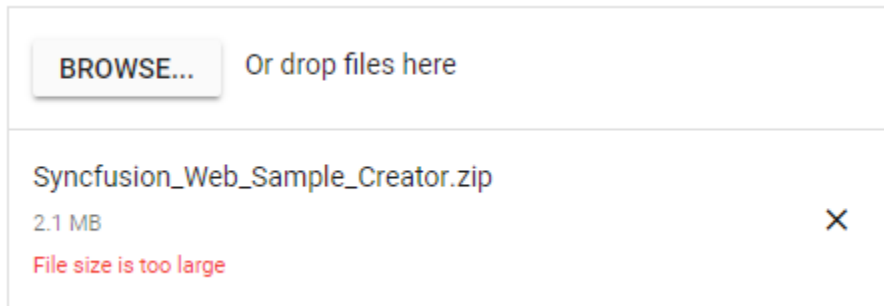 BROWSE... Or drop files here
Syncfusion_Web_Sample_Creator.zip
2.1 MB
File size is too large